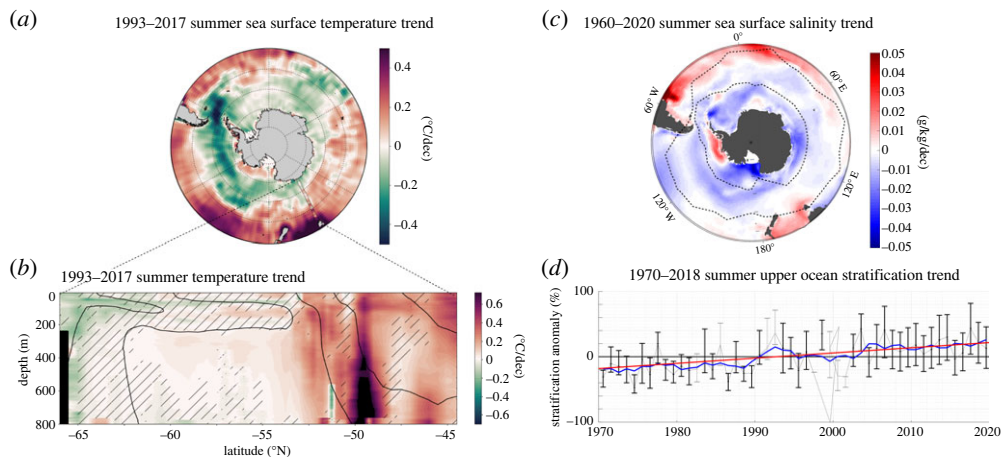 (a)
1993–2017 summer sea surface temperature trend
0.4
0.2
0
−0.2
−0.4
(°C/dec)
(b)
1993–2017 summer temperature trend
0
200
400
600
800
depth (m)
−65
−60
−55
−50
−45
latitude (°N)
0.6
0.4
0.2
0
−0.2
−0.4
−0.6
(°C/dec)
(c)
1960–2020 summer sea surface salinity trend
0°
60° E
120° E
180°
120° W
60° W
0.05
0.04
0.03
0.02
0.01
0
−0.01
−0.02
−0.03
−0.04
−0.05
(g/kg/dec)
(d)
1970–2018 summer upper ocean stratification trend
100
0
−100
stratification anomaly (%)
1970
1980
1990
2000
2010
2020